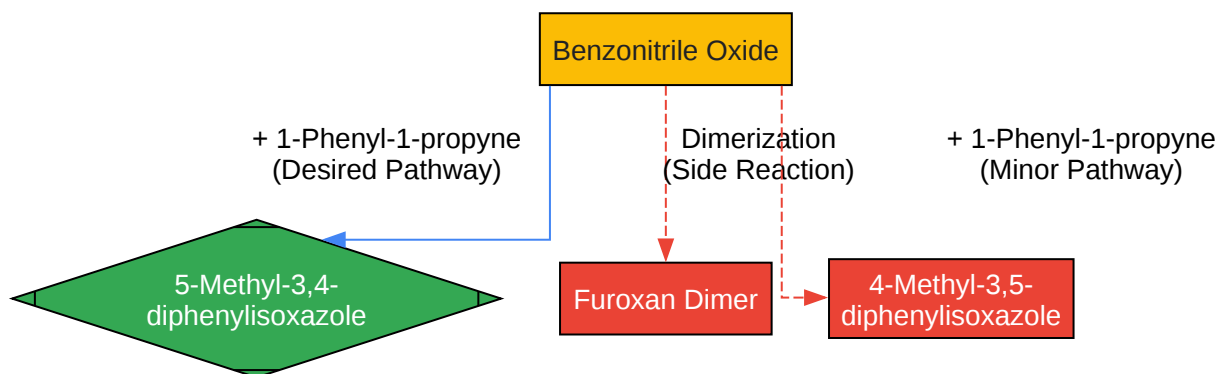 Benzonitrile Oxide
+ 1-Phenyl-1-propyne
(Desired Pathway)
Dimerization
(Side Reaction)
+ 1-Phenyl-1-propyne
(Minor Pathway)
5-Methyl-3,4-
diphenylisoxazole
Furoxan Dimer
4-Methyl-3,5-
diphenylisoxazole